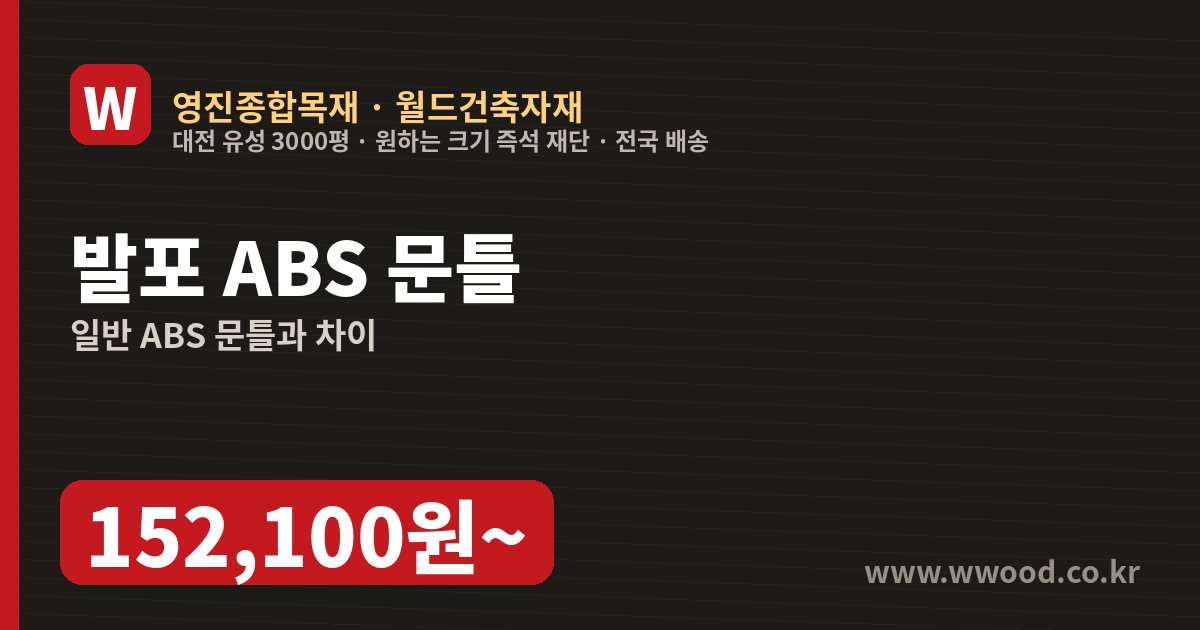 W
영진종합목재 · 월드건축자재
대전 유성 3000평 · 원하는 크기 즉석 재단 · 전국 배송
발포 ABS 문틀
일반 ABS 문틀과 차이
152,100원~
www.wwood.co.kr